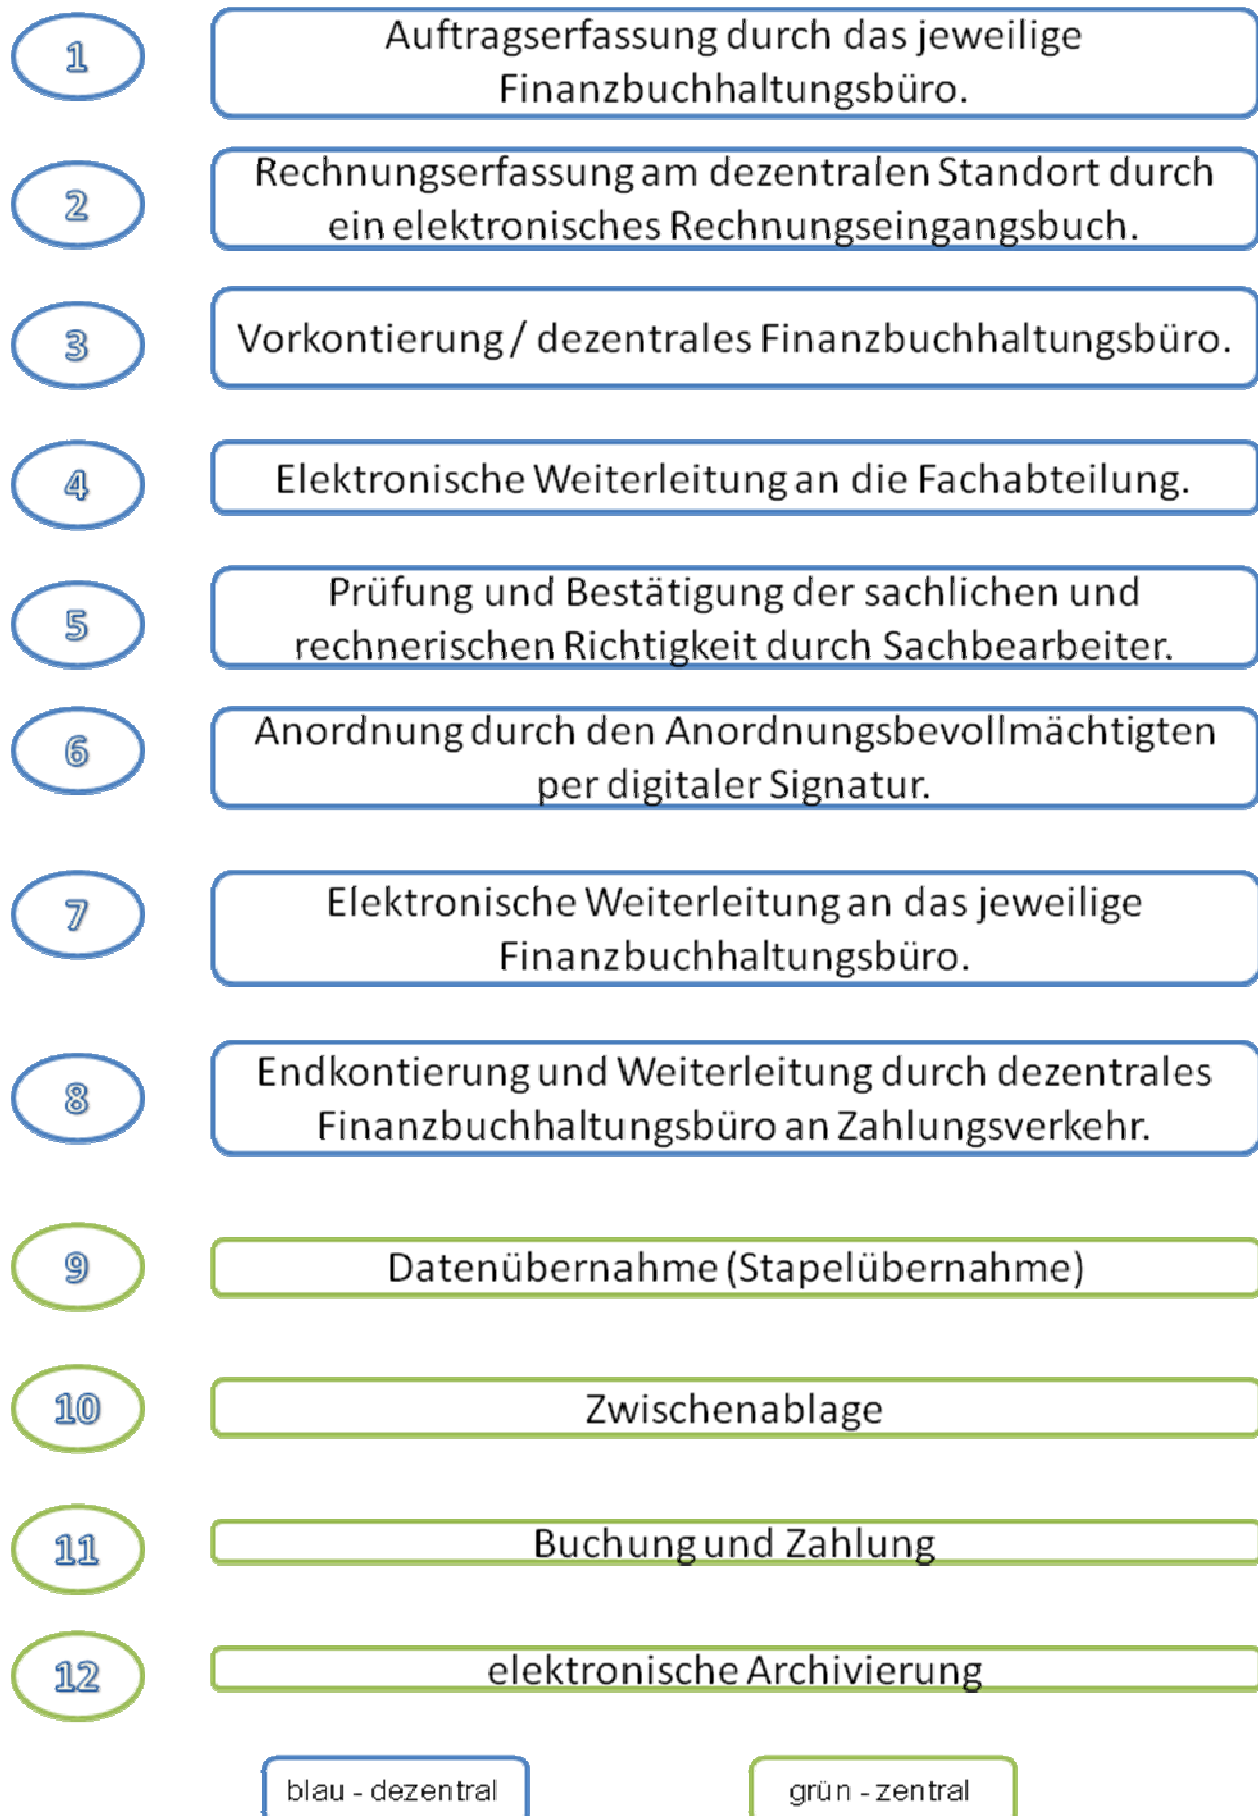 1
Auftragserfassung durch das jeweilige
Finanzbuchhaltungsbüro.
2
Rechnungserfassung am dezentralen Standort durch
ein elektronisches Rechnungseingangsbuch.
3
Vorkontierung / dezentrales Finanzbuchhaltungsbüro.
4
Elektronische Weiterleitung an die Fachabteilung.
5
Prüfung und Bestätigung der sachlichen und
rechnerischen Richtigkeit durch Sachbearbeiter.
6
Anordnung durch den Anordnungsbevollmächtigten
per digitaler Signatur.
7
Elektronische Weiterleitung an das jeweilige
Finanzbuchhaltungsbüro.
8
Endkontierung und Weiterleitung durch dezentrales
Finanzbuchhaltungsbüro an Zahlungsverkehr.
9
Datenübernahme (Stapelübernahme)
10
Zwischenablage
11
Buchung und Zahlung
12
elektronische Archivierung
blau - dezentral
grün - zentral